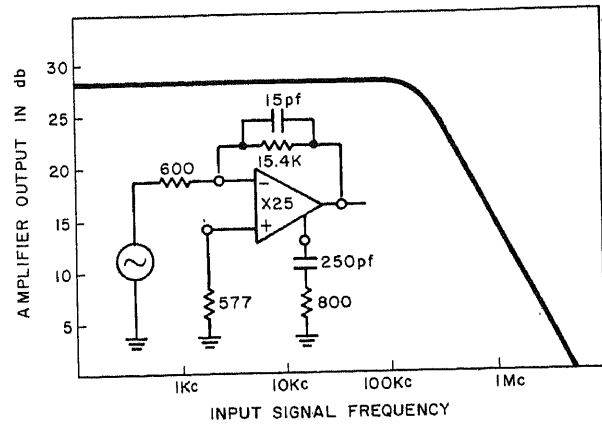 AMPLIFIER OUTPUT IN db
30
25
20
15
10
5
15pf
15.4K
600
−
X25
+
577
250pf
800
1Kc
10Kc
100Kc
1Mc
INPUT SIGNAL FREQUENCY